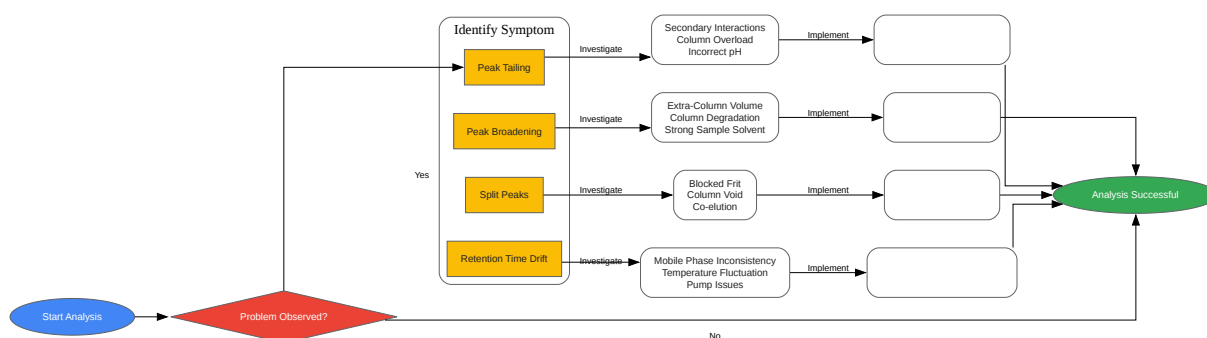 Identify Symptom
Peak Tailing
Investigate
Secondary Interactions
Column Overload
Incorrect pH
Implement
Peak Broadening
Investigate
Extra-Column Volume
Column Degradation
Strong Sample Solvent
Implement
Yes
Split Peaks
Investigate
Blocked Frit
Column Void
Co-elution
Implement
Analysis Successful
Retention Time Drift
Investigate
Mobile Phase Inconsistency
Temperature Fluctuation
Pump Issues
Implement
Start Analysis
Problem Observed?
No